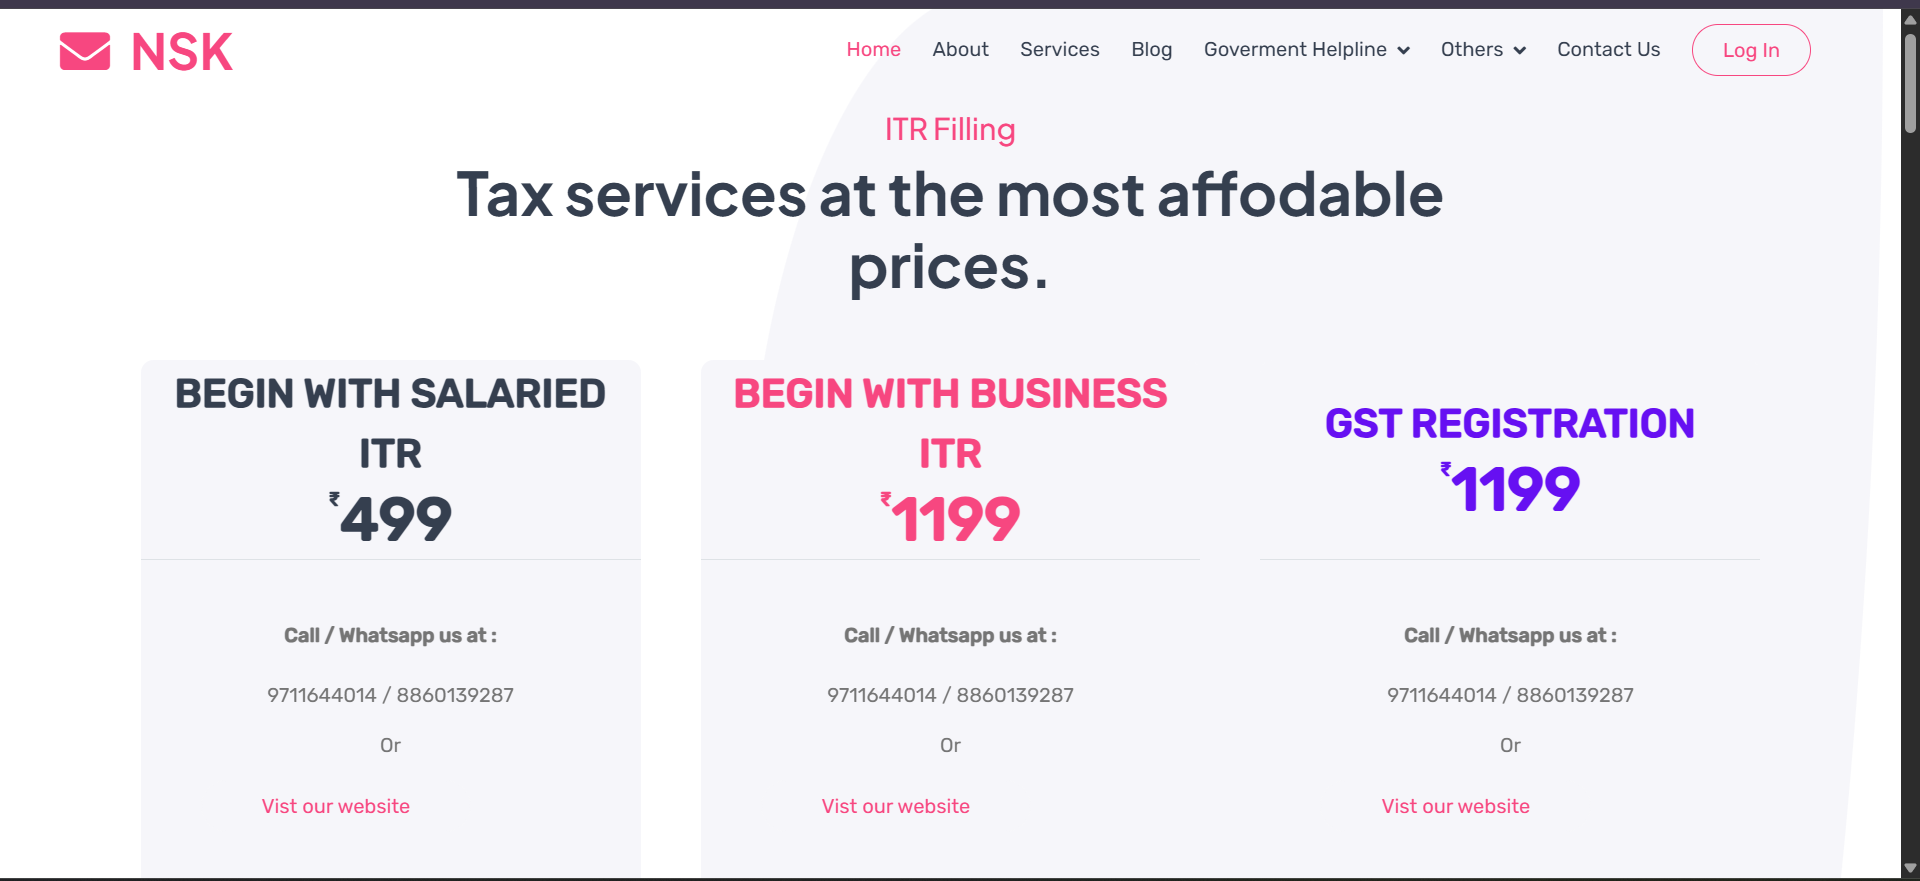 NSK
Home About Services Blog Goverment Helpline Others Contact Us Log In
ITR Filling
Tax services at the most affodable
prices.
BEGIN WITH SALARIED
ITR
₹499
Call / Whatsapp us at :
9711644014 / 8860139287
Or
Vist our website
BEGIN WITH BUSINESS
ITR
₹1199
Call / Whatsapp us at :
9711644014 / 8860139287
Or
Vist our website
GST REGISTRATION
₹1199
Call / Whatsapp us at :
9711644014 / 8860139287
Or
Vist our website